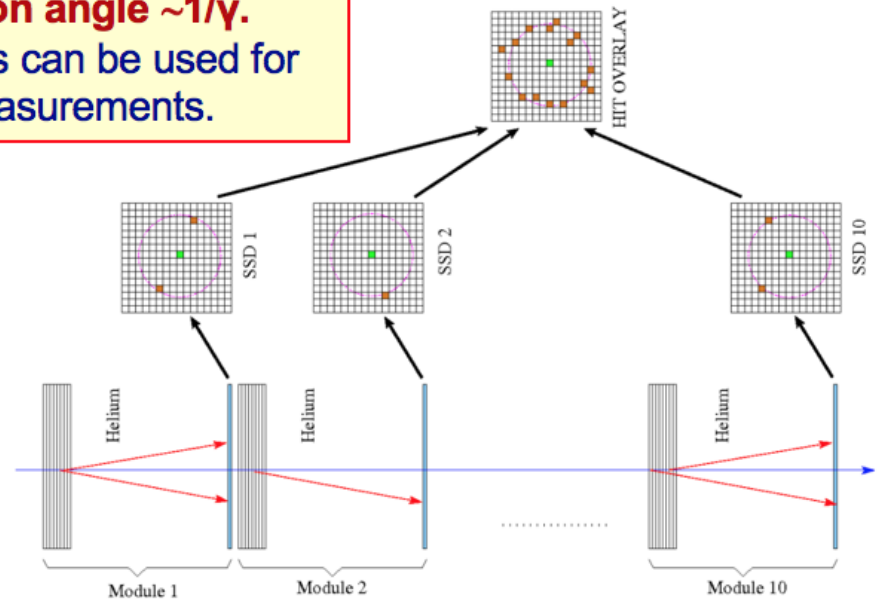 on angle ~1/γ.
s can be used for
asurements.
HIT OVERLAY
SSD 1
SSD 2
SSD 10
Helium
Helium
Helium
Module 1
Module 2
Module 10